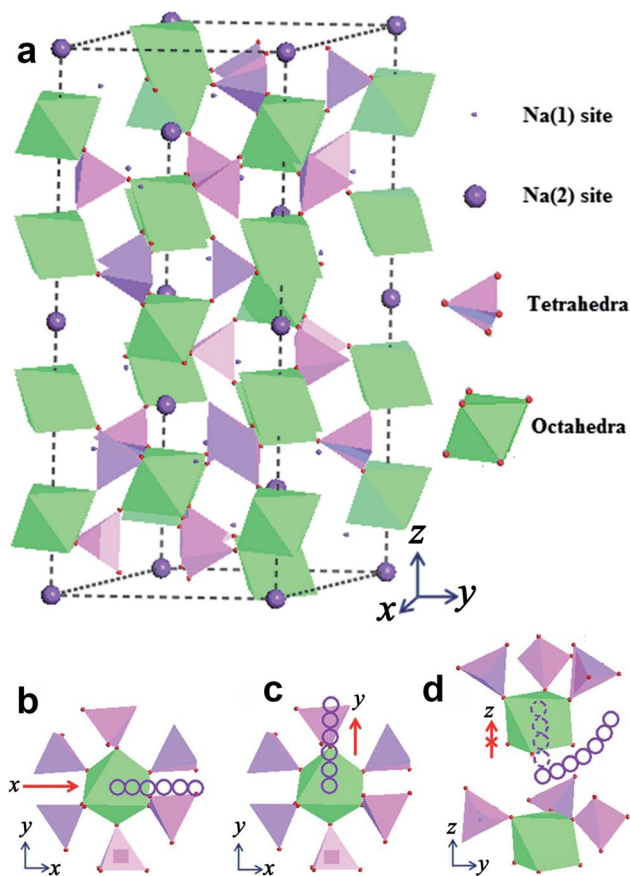 a
Na(1) site
Na(2) site
Tetrahedra
Octahedra
z
x
y
b
x
y
x
c
y
y
x
d
z
z
y